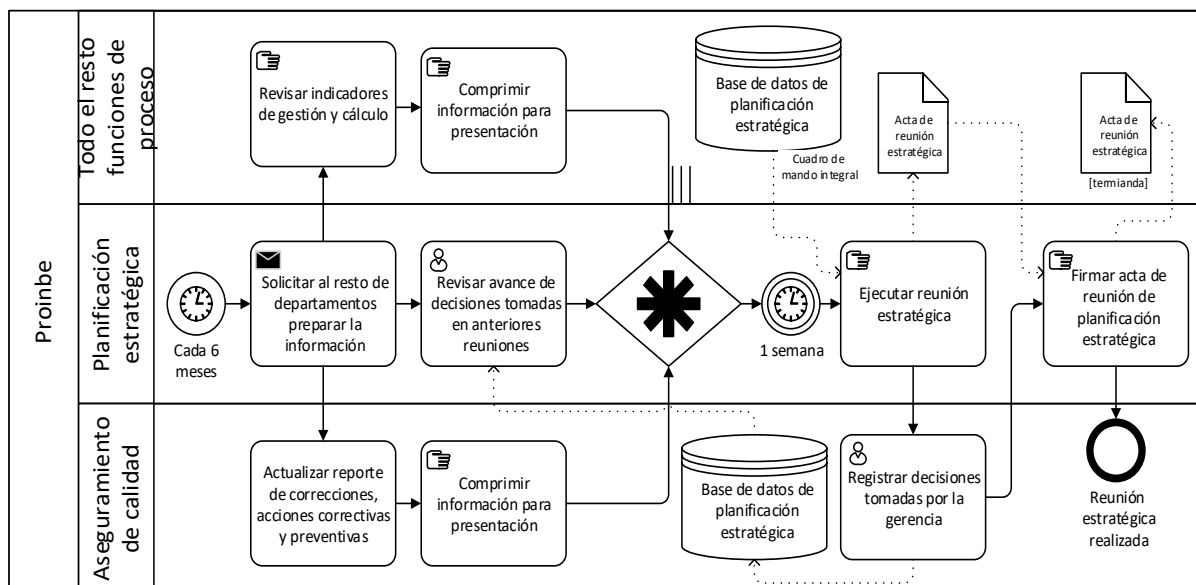 Proinbe
Todo el resto
funciones de
proceso
Revisar indicadores
de gestión y cálculo
Comprimir
información para
presentación
Base de datos de
planificación
estratégica
Cuadro de
mando integral
Acta de
reunión
estratégica
Acta de
reunión
estratégica
[termianda]
Planificación
estratégica
Cada 6
meses
Solicitar al resto de
departamentos
preparar la
información
Revisar avance de
decisiones tomadas
en anteriores
reuniones
1 semana
Ejecutar reunión
estratégica
Firmar acta de
reunión de
planificación
estratégica
Aseguramiento
de calidad
Actualizar reporte
de correcciones,
acciones correctivas
y preventivas
Comprimir
información para
presentación
Base de datos de
planificación
estratégica
Registrar decisiones
tomadas por la
gerencia
Reunión
estratégica
realizada